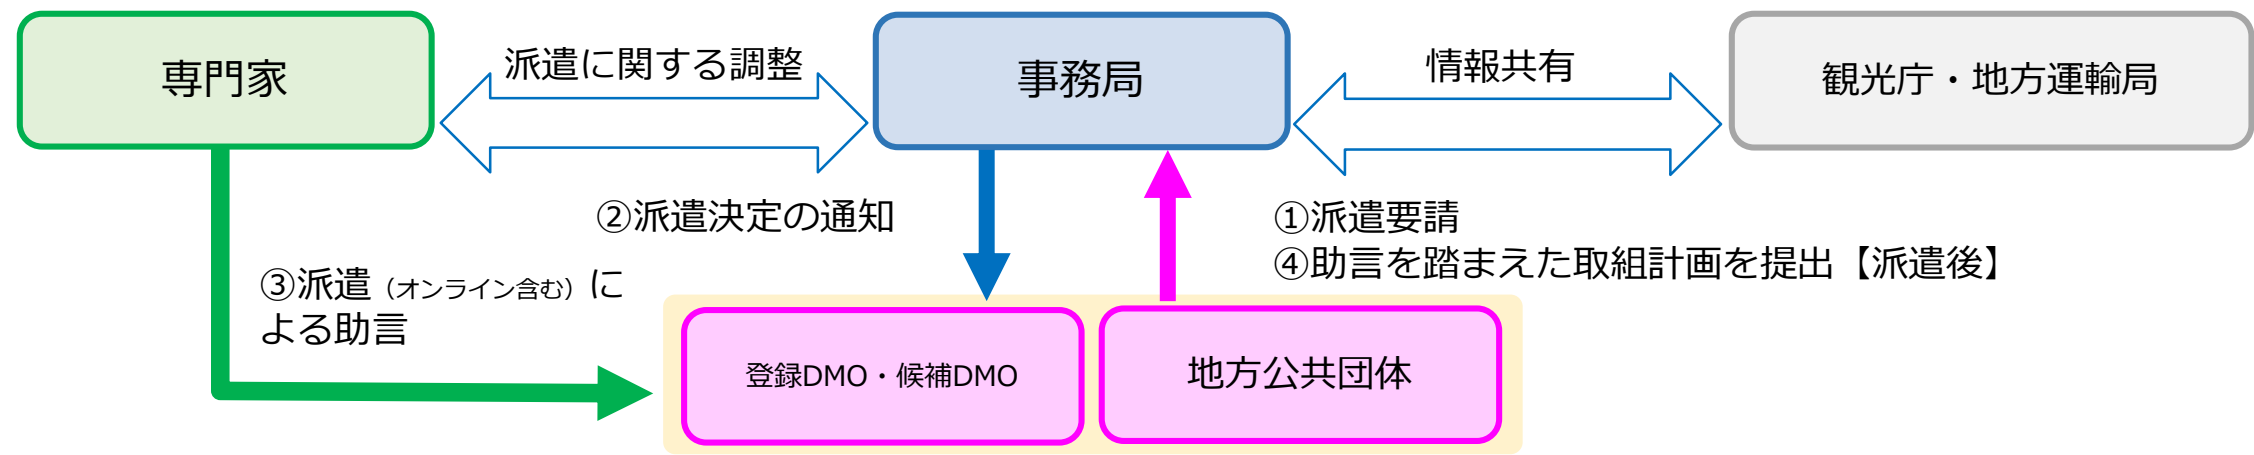 専門家
派遣に関する調整
事務局
情報共有
観光庁・地方運輸局
②派遣決定の通知
①派遣要請
④助言を踏まえた取組計画を提出【派遣後】
③派遣（オンライン含む）に
よる助言
登録DMO・候補DMO
地方公共団体